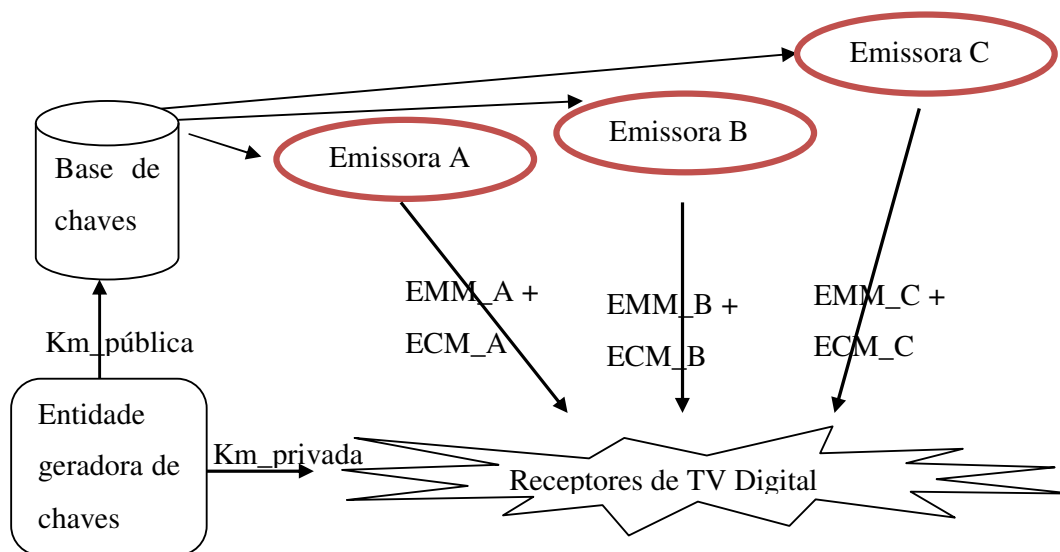 Emissora C
Emissora B
Emissora A
Base de
chaves
EMM_A +
ECM_A
EMM_B +
ECM_B
EMM_C +
ECM_C
Km_pública
Entidade
geradora de
chaves
Km_privada
Receptores de TV Digital